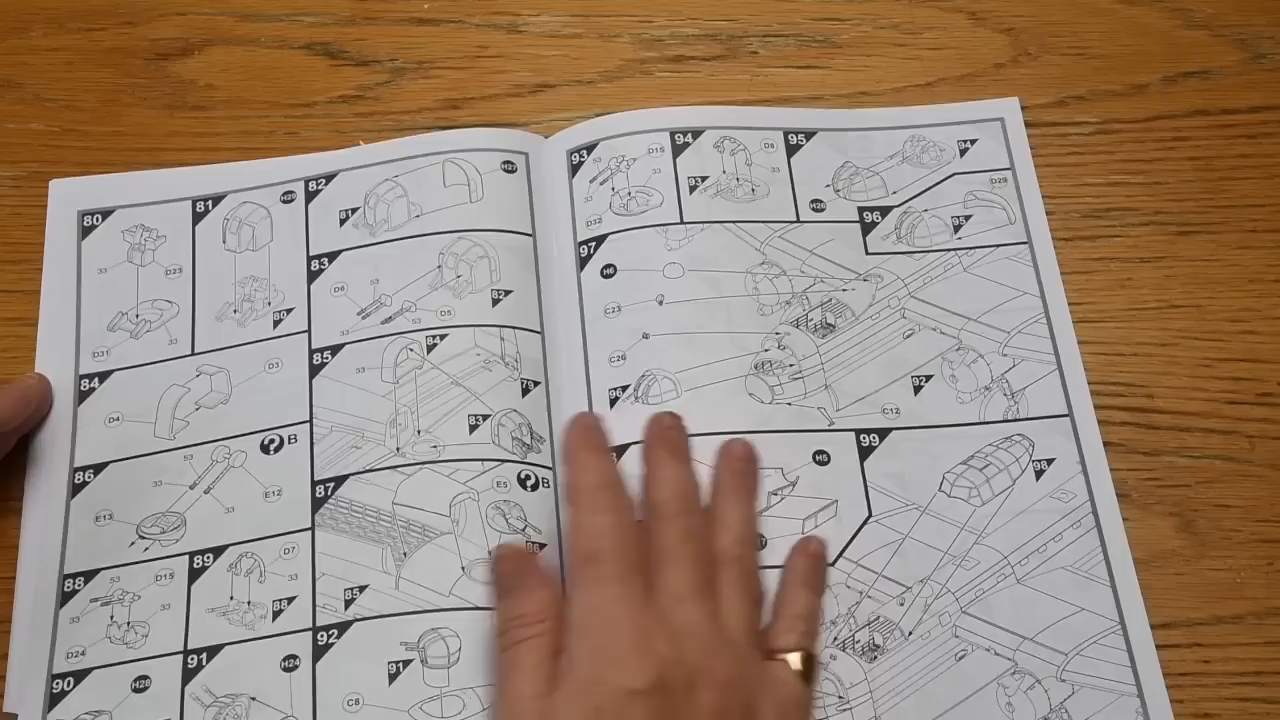 80
33
D23
D31
33
81
H29
80
82
H27
81
83
D6
53
82
33
53
D5
84
D3
D4
85
84
33
79
83
86
? B
53
33
E12
33
E13
87
E5
? B
86
85
88
53
D15
33
D24
89
D7
33
88
90
H28
91
H24
92
91
C8
93
53
D15
33
33
D32
94
D8
93
33
95
94
H26
96
D29
95
97
H6
C23
C26
96
92
C12
H5
99
98